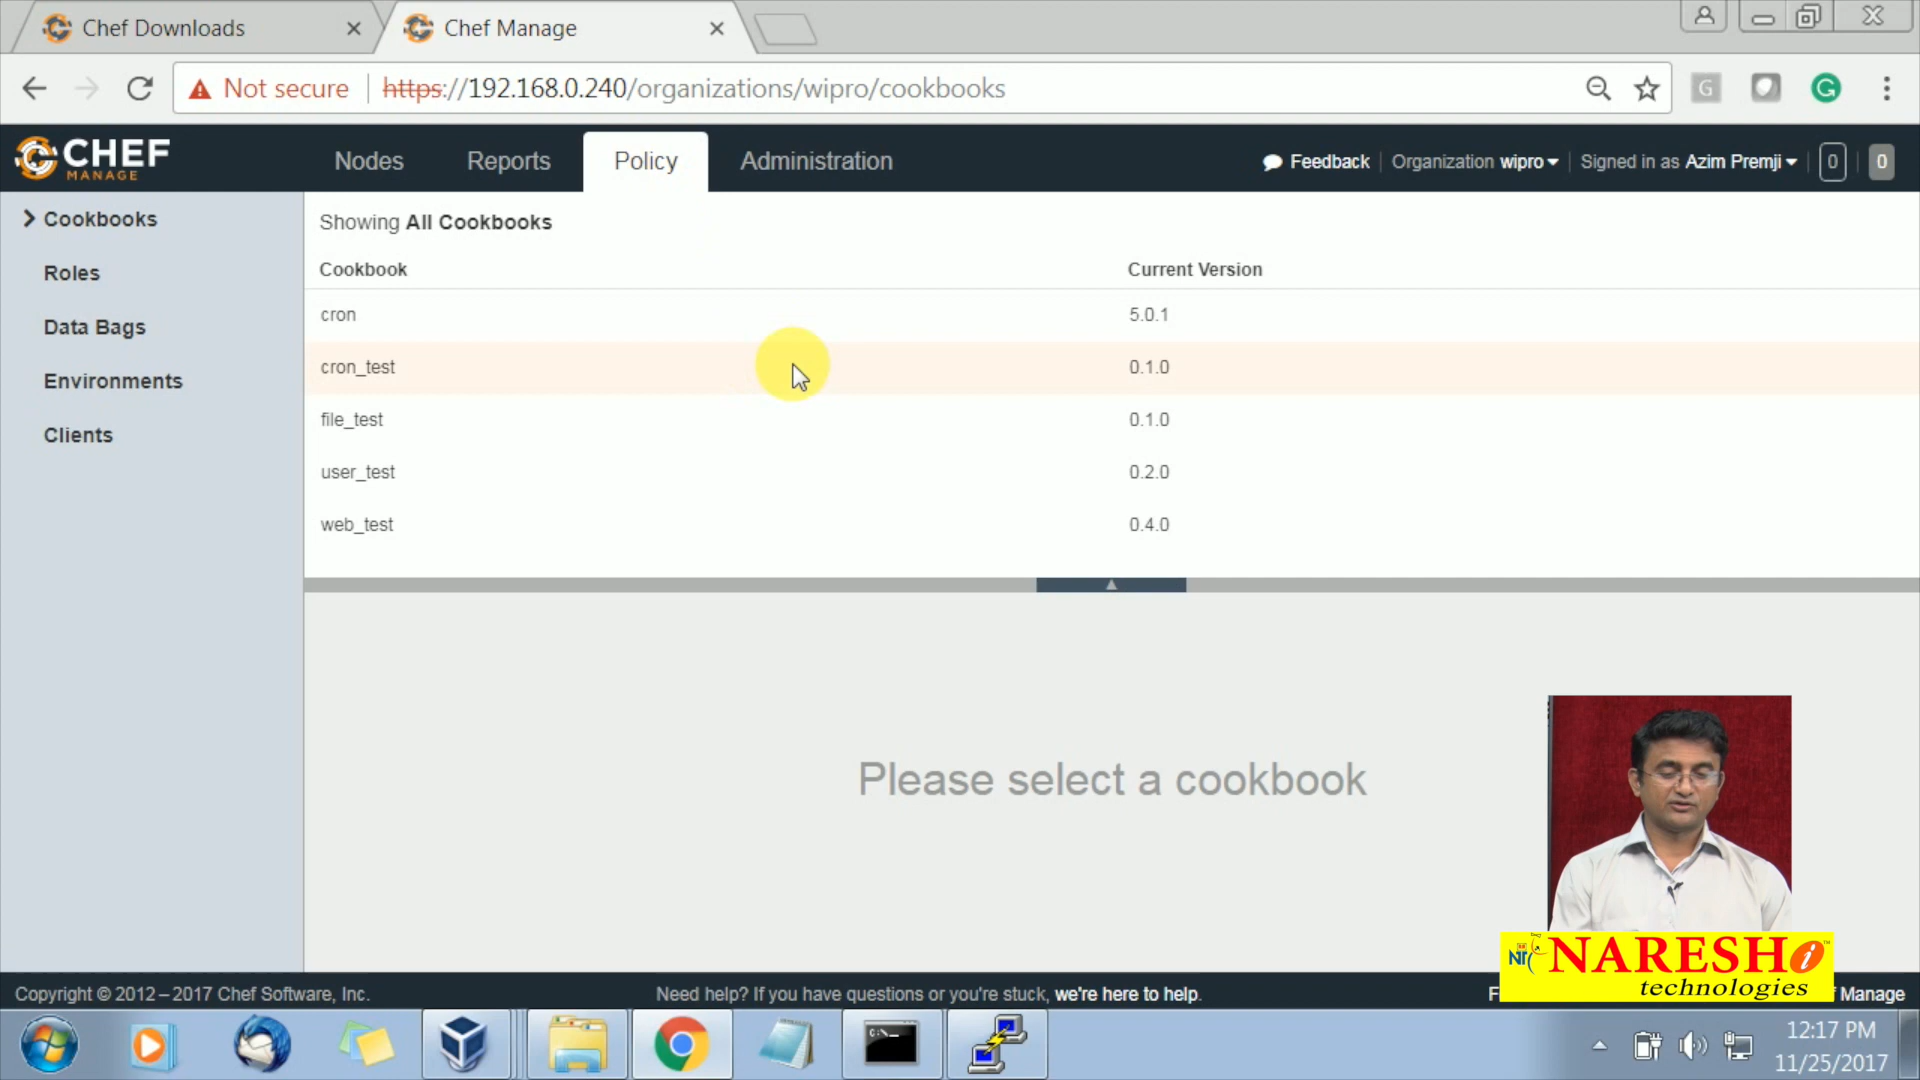 Chef Downloads
Chef Manage
Not secure
https://192.168.0.240/organizations/wipro/cookbooks
G
G
CHEF
MANAGE
Nodes
Reports
Policy
Administration
Feedback
Organization wipro
Signed in as Azim Premji
0
0
Cookbooks
Roles
Data Bags
Environments
Clients
Showing All Cookbooks
Cookbook Current Version
cron 5.0.1
cron_test 0.1.0
file_test 0.1.0
user_test 0.2.0
web_test 0.4.0
Please select a cookbook
NARESH i ™
technologies
Copyright © 2012 – 2017 Chef Software, Inc.
Need help? If you have questions or you're stuck, we're here to help.
Manage
C:\_
12:17 PM
11/25/2017